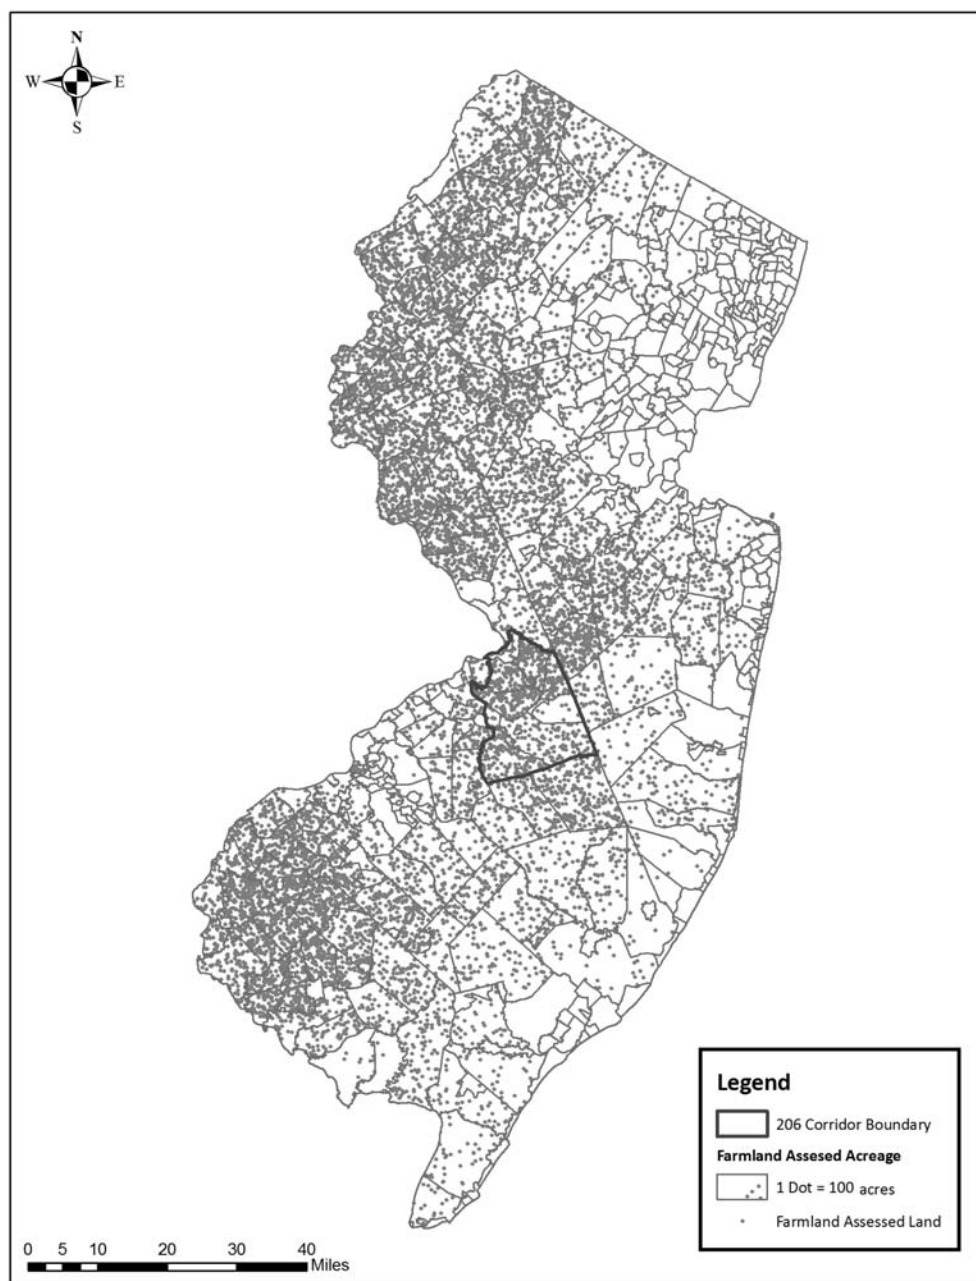 N
W E
S
Legend
206 Corridor Boundary
Farmland Assesed Acreage
1 Dot = 100 acres
Farmland Assessed Land
0 5 10 20 30 40
Miles